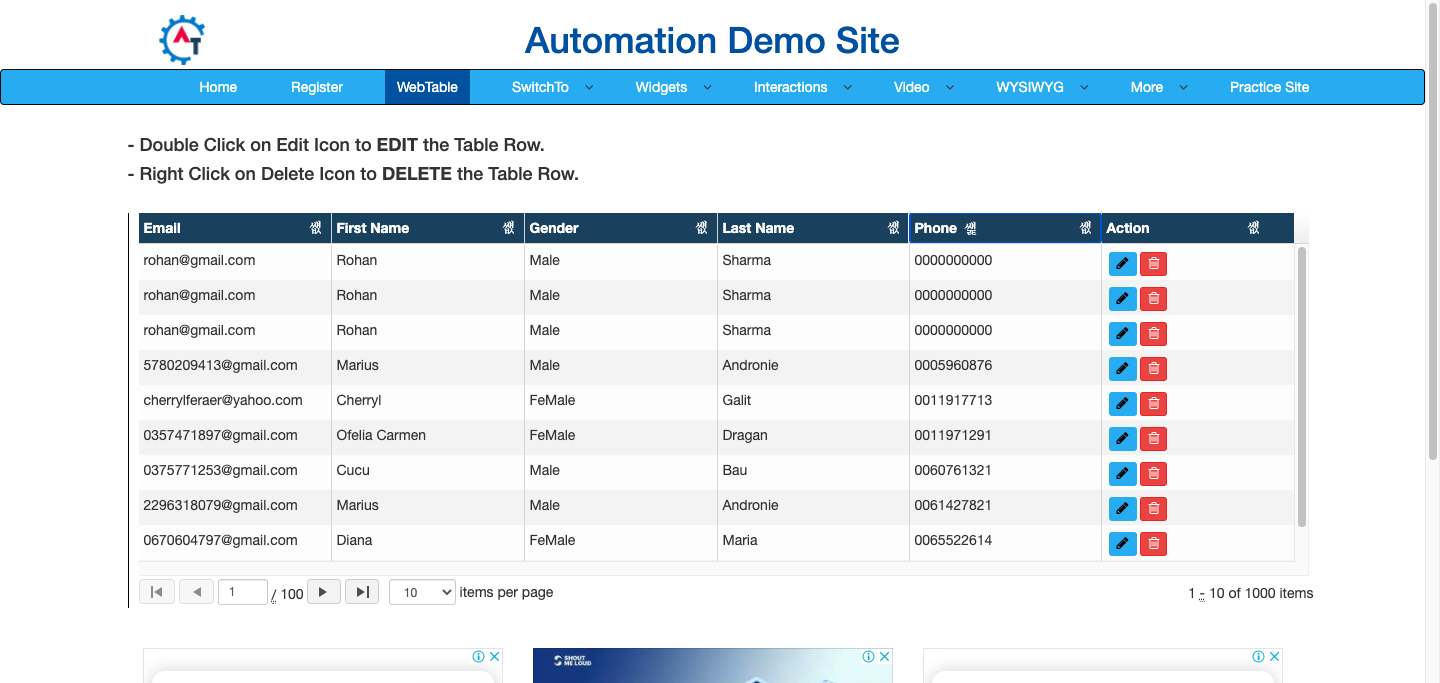 Automation Demo Site
Home Register WebTable SwitchTo Widgets Interactions Video WYSIWYG More Practice Site
- Double Click on Edit Icon to EDIT the Table Row.
- Right Click on Delete Icon to DELETE the Table Row.
Email First Name Gender Last Name Phone Action
rohan@gmail.com Rohan Male Sharma 0000000000
rohan@gmail.com Rohan Male Sharma 0000000000
rohan@gmail.com Rohan Male Sharma 0000000000
5780209413@gmail.com Marius Male Andronie 0005960876
cherrylferaer@yahoo.com Cherryl FeMale Galit 0011917713
0357471897@gmail.com Ofelia Carmen FeMale Dragan 0011971291
0375771253@gmail.com Cucu Male Bau 0060761321
2296318079@gmail.com Marius Male Andronie 0061427821
0670604797@gmail.com Diana FeMale Maria 0065522614
1 / 100 10 items per page 1 - 10 of 1000 items
SHOUT
ME LOUD